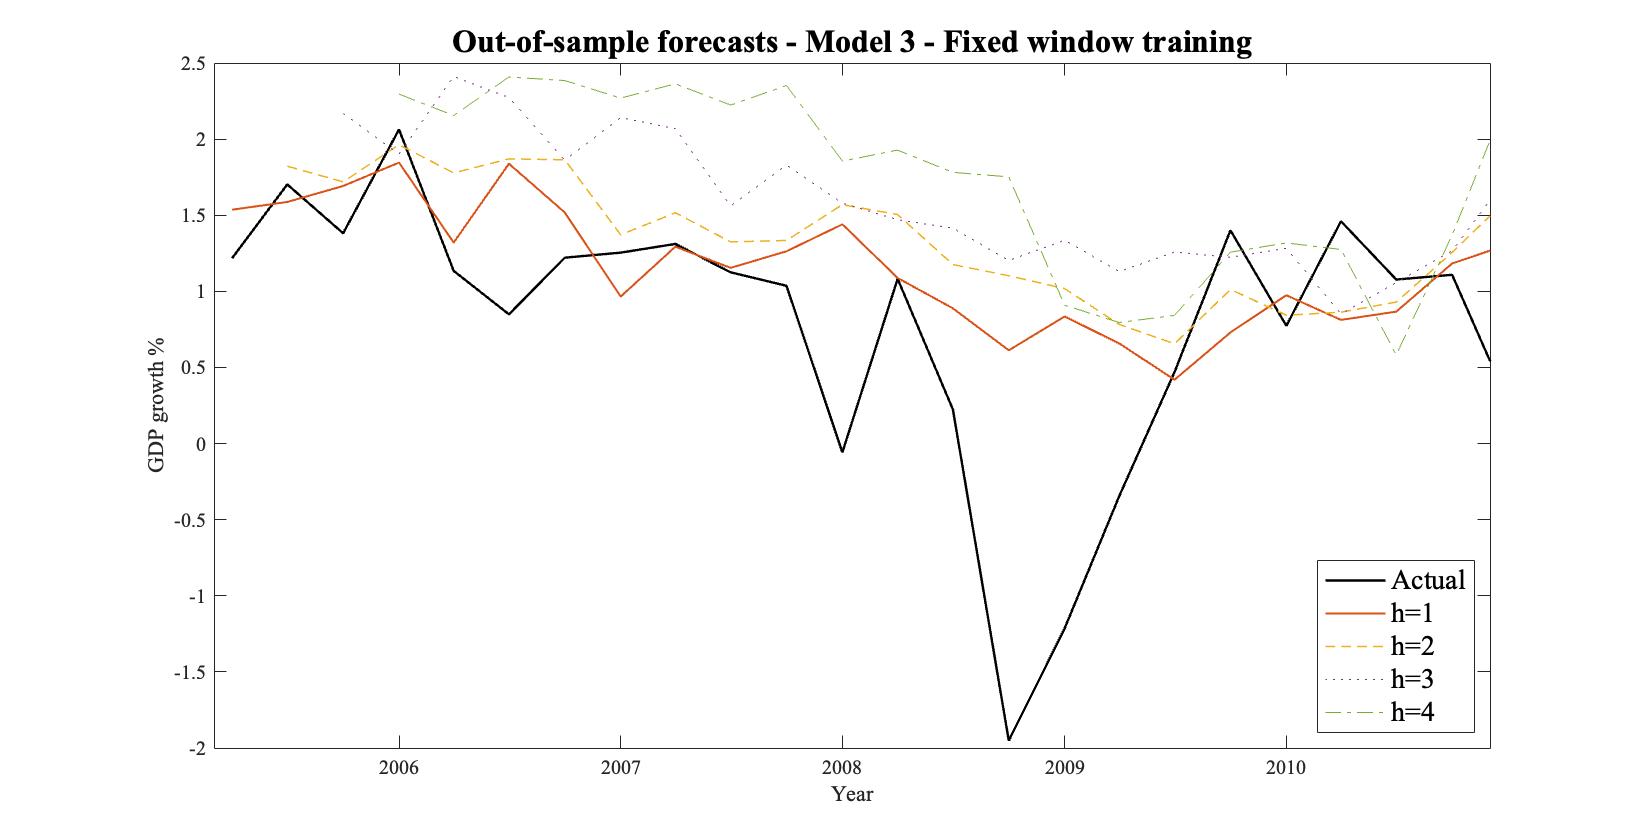 Out-of-sample forecasts - Model 3 - Fixed window training
2.5
2
1.5
1
0.5
0
-0.5
-1
-1.5
-2
GDP growth %
2006 2007 2008 2009 2010
Year
Actual
h=1
h=2
h=3
h=4